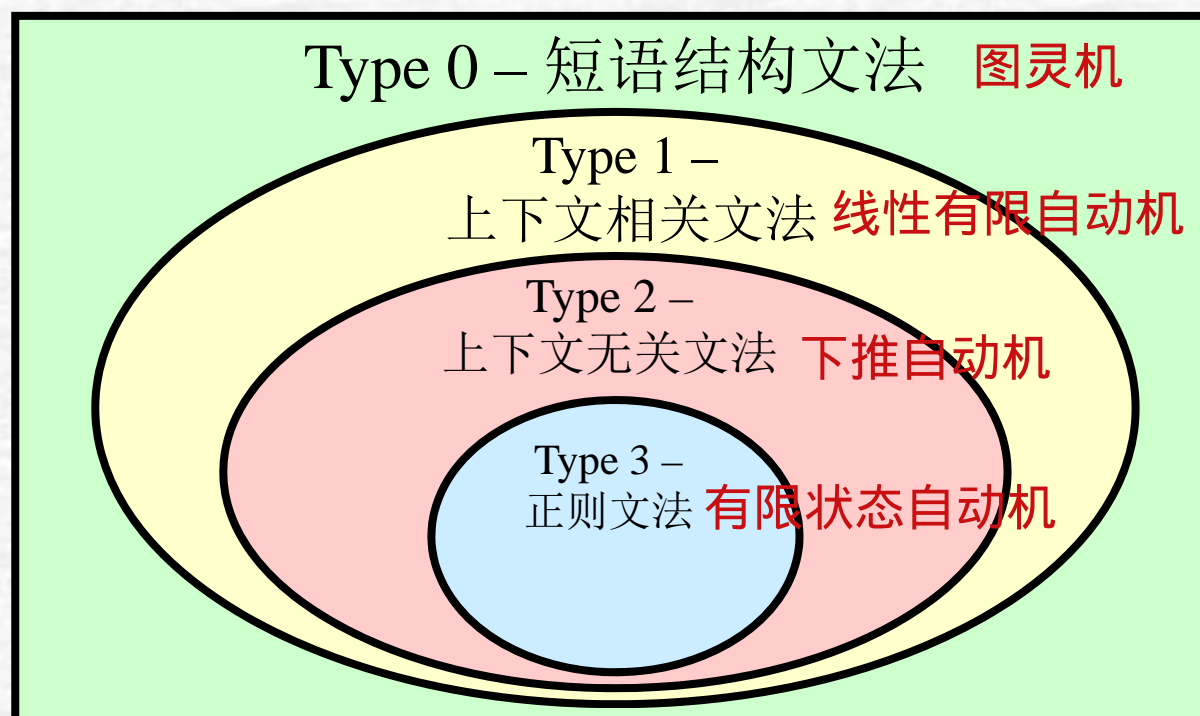 Type 0 – 短语结构文法 图灵机
Type 1 –
上下文相关文法 线性有限自动机
Type 2 –
上下文无关文法 下推自动机
Type 3 –
正则文法 有限状态自动机